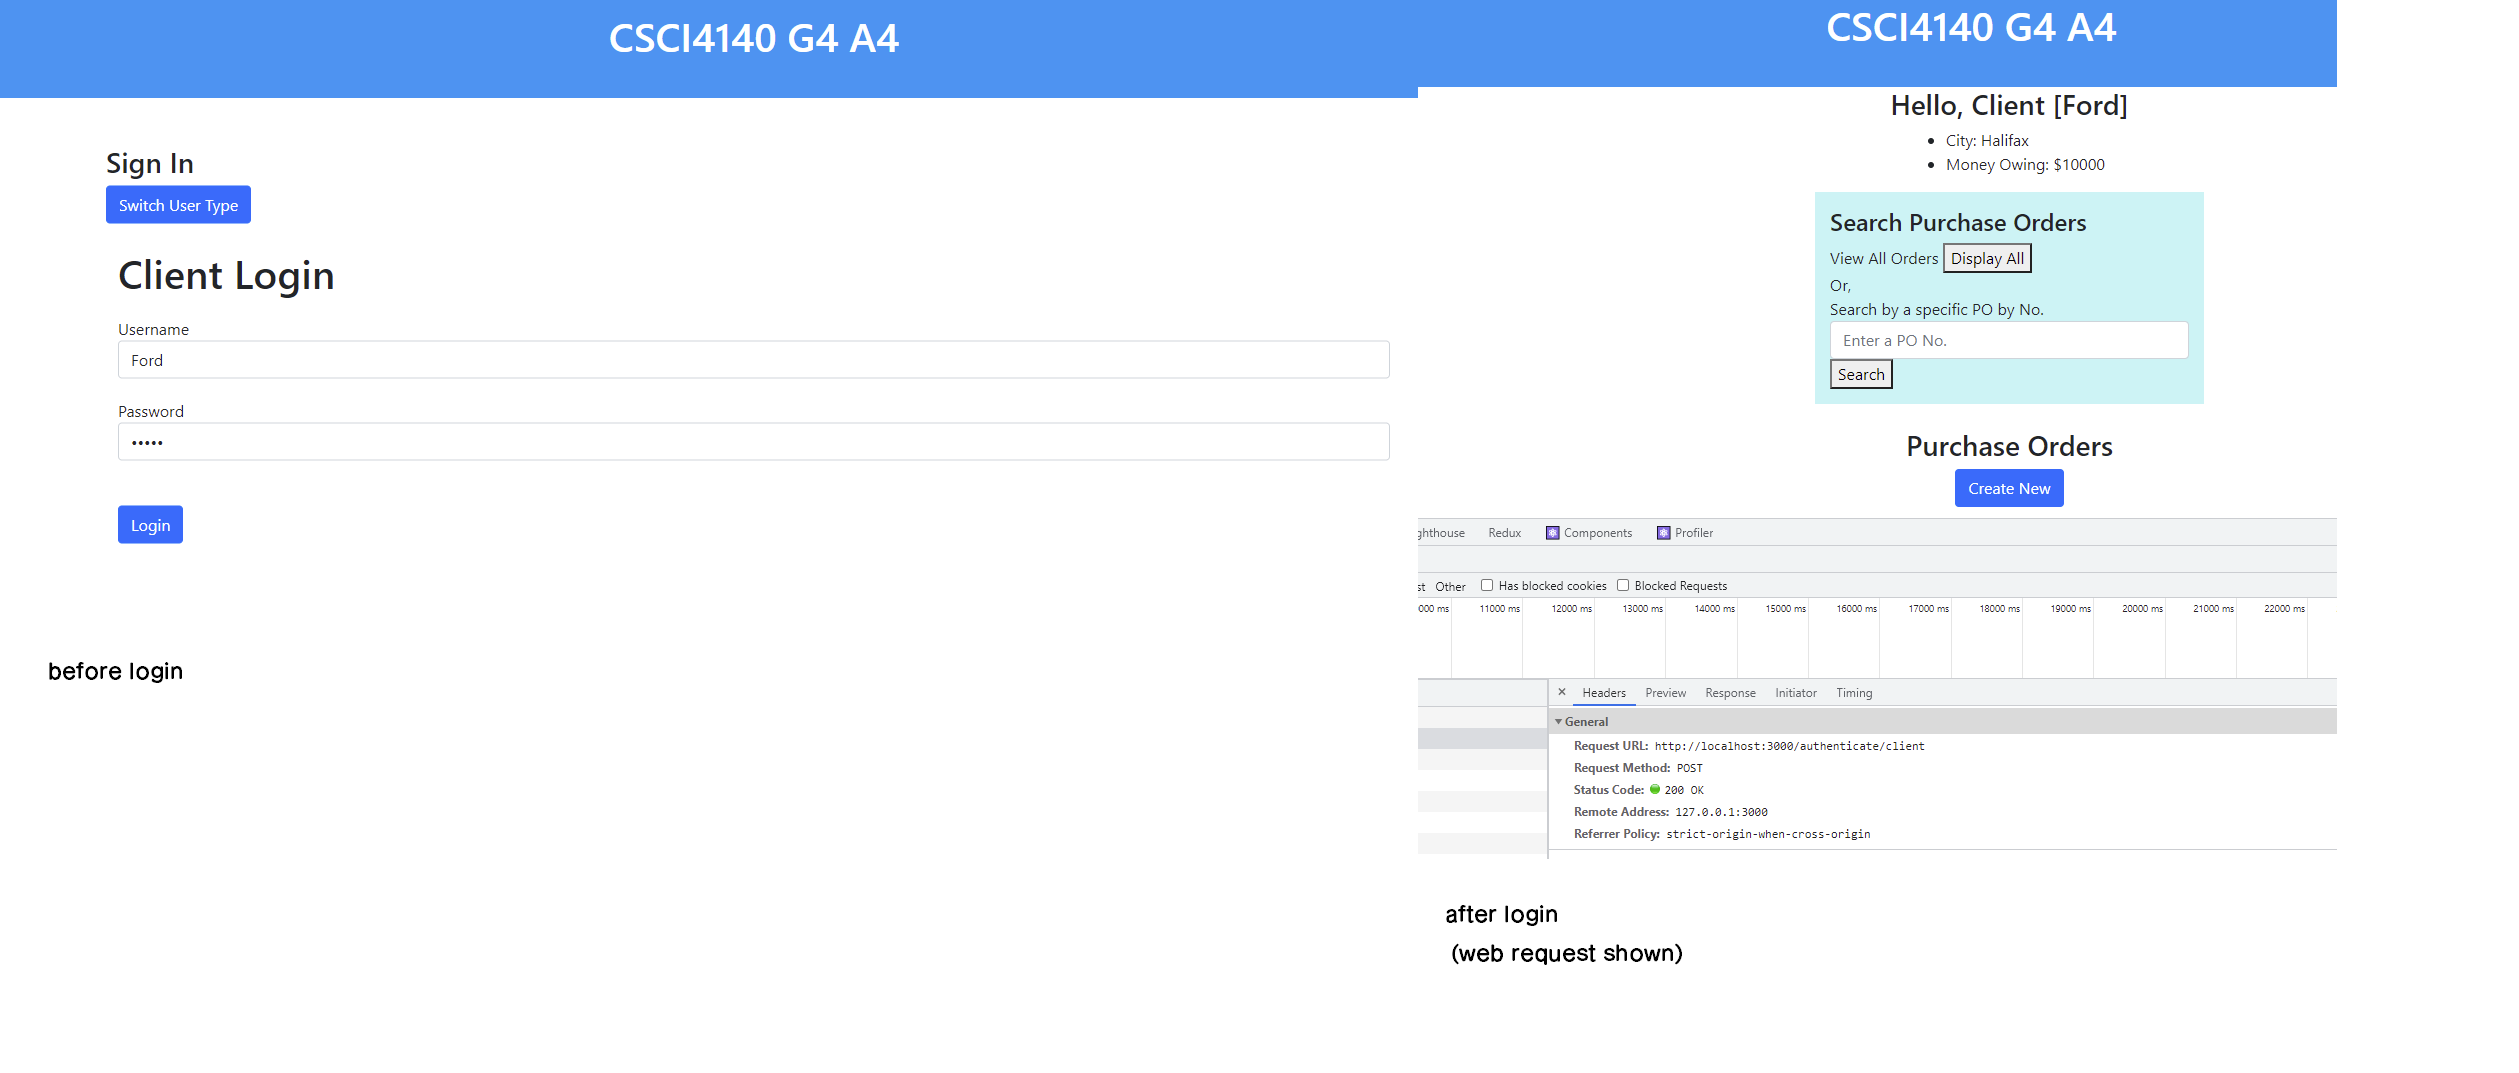 CSCI4140 G4 A4
Sign In
Switch User Type
Client Login
Username
Ford
Password
•••••
Login
before login
CSCI4140 G4 A4
Hello, Client [Ford]
• City: Halifax
• Money Owing: $10000
Search Purchase Orders
View All Orders Display All
Or,
Search by a specific PO by No.
Enter a PO No.
Search
Purchase Orders
Create New
ghthouse Redux Components Profiler
st Other Has blocked cookies Blocked Requests
000 ms 11000 ms 12000 ms 13000 ms 14000 ms 15000 ms 16000 ms 17000 ms 18000 ms 19000 ms 20000 ms 21000 ms 22000 ms
× Headers Preview Response Initiator Timing
General
Request URL: http://localhost:3000/authenticate/client
Request Method: POST
Status Code: 200 OK
Remote Address: 127.0.0.1:3000
Referrer Policy: strict-origin-when-cross-origin
after login
(web request shown)